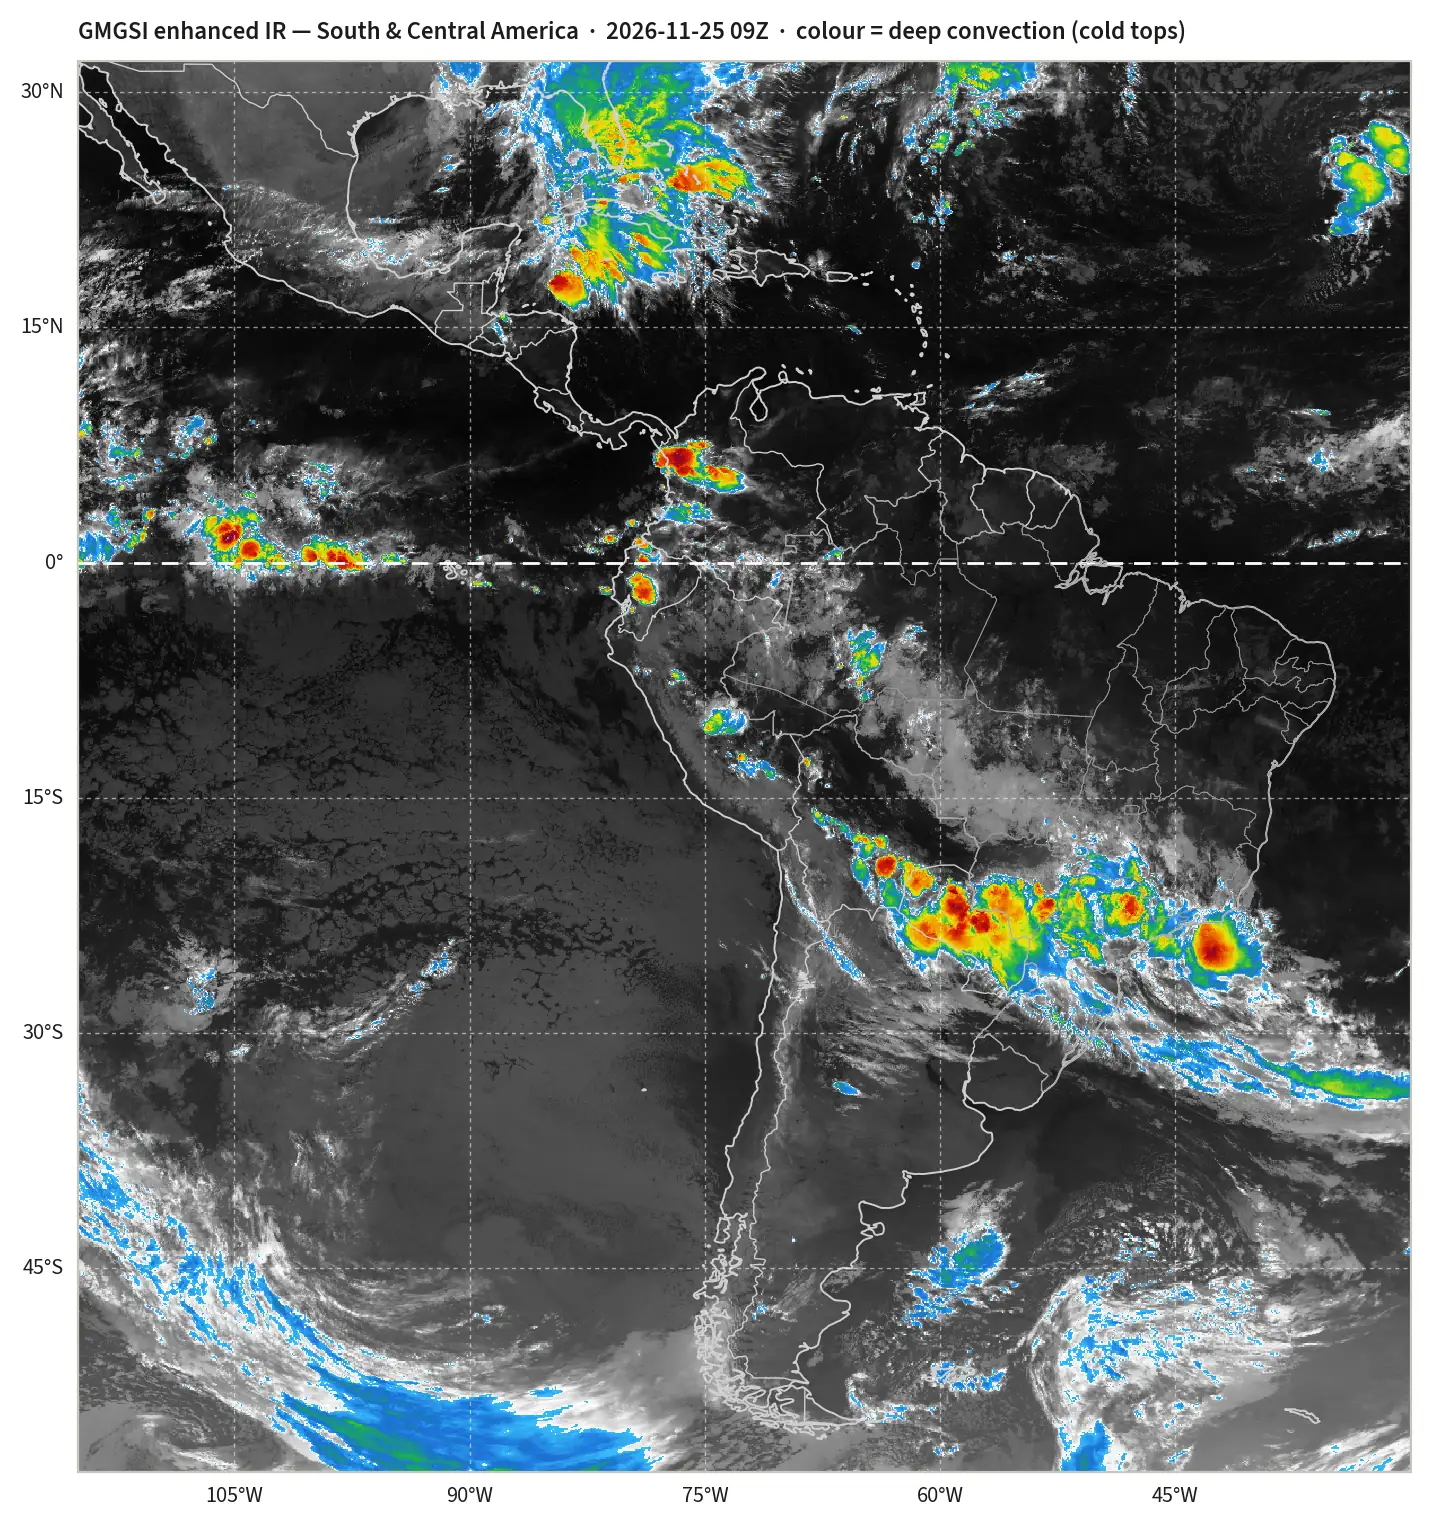 GMGSI enhanced IR — South & Central America · 2026-11-25 09Z · colour = deep convection (cold tops)
30°N
15°N
0°
15°S
30°S
45°S
105°W 90°W 75°W 60°W 45°W